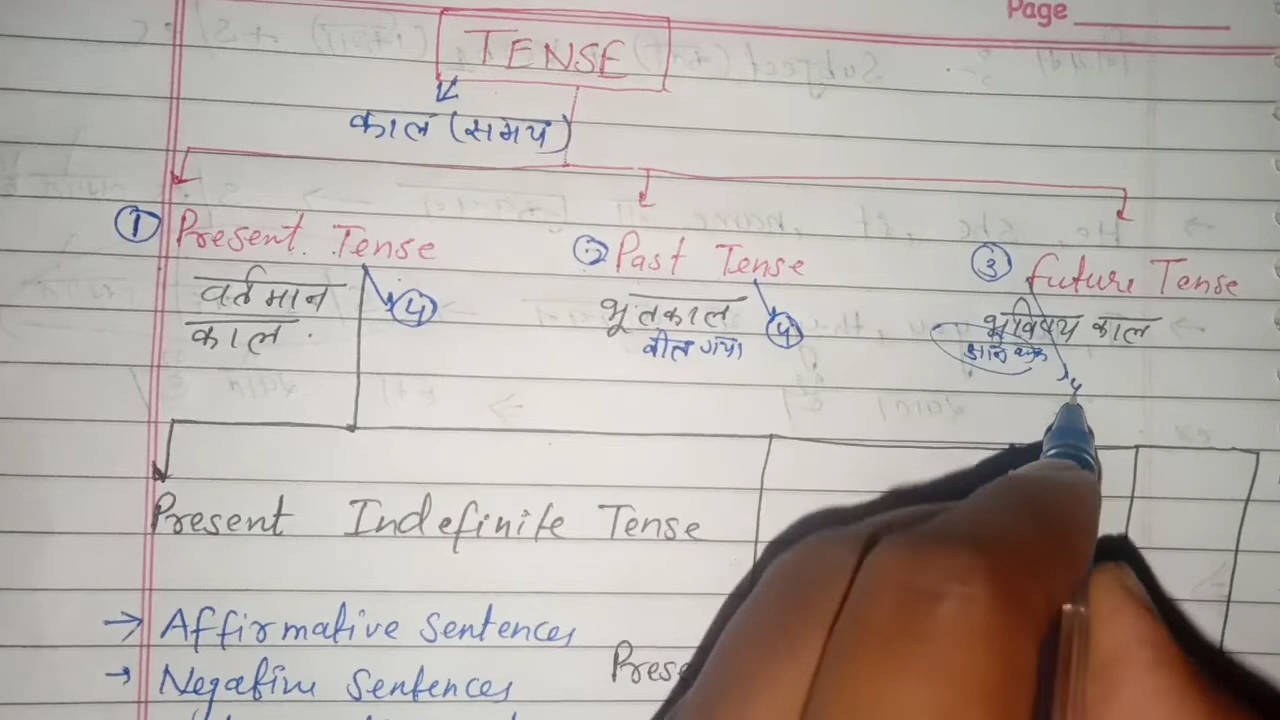 Page
TENSE
काल (समय)
① Present Tense
② Past Tense
③ Future Tense
वर्तमान
काल
4
भूतकाल
बीत गया
4
भूविषय काल
4
Present Indefinite Tense
→ Affirmative Sentences
→ Negative Sentences
Prese